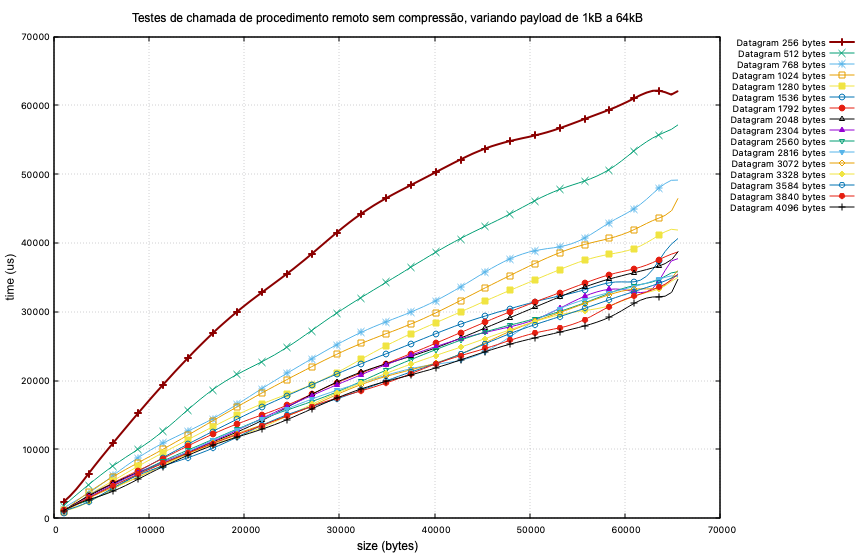 Testes de chamada de procedimento remoto sem compressão, variando payload de 1kB a 64kB
70000
60000
50000
40000
30000
20000
10000
0
time (us)
0 10000 20000 30000 40000 50000 60000 70000
size (bytes)
Datagram 256 bytes
Datagram 512 bytes
Datagram 768 bytes
Datagram 1024 bytes
Datagram 1280 bytes
Datagram 1536 bytes
Datagram 1792 bytes
Datagram 2048 bytes
Datagram 2304 bytes
Datagram 2560 bytes
Datagram 2816 bytes
Datagram 3072 bytes
Datagram 3328 bytes
Datagram 3584 bytes
Datagram 3840 bytes
Datagram 4096 bytes